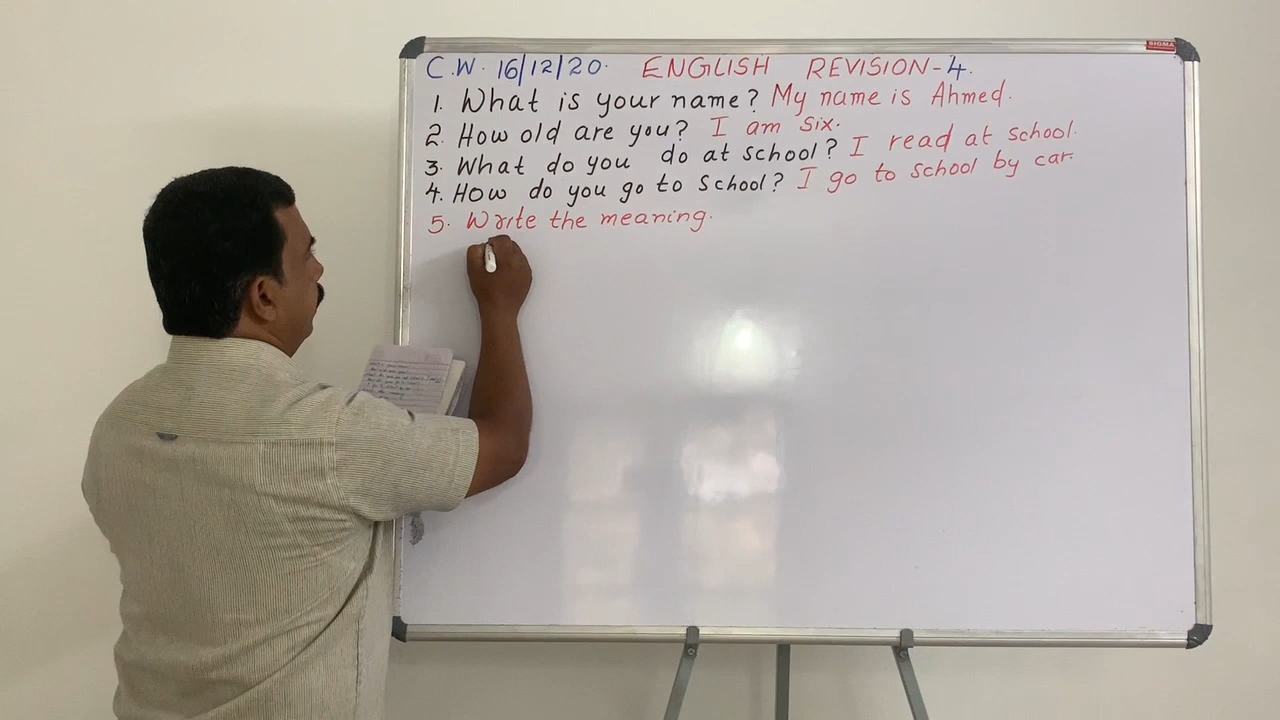 C.W. 16/12/20. ENGLISH REVISION-4.
1. What is your name? My name is Ahmed.
2. How old are you? I am six.
3. What do you do at school? I read at school.
4. How do you go to school? I go to school by car.
5. Write the meaning.
SIGMA